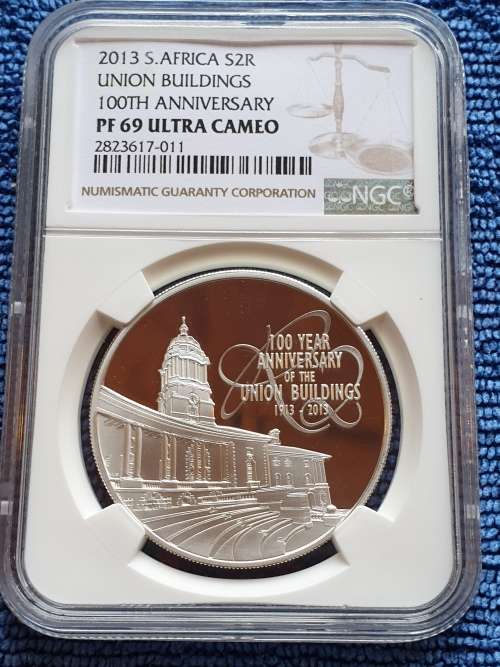 2013 S.AFRICA S2R
UNION BUILDINGS
100TH ANNIVERSARY
PF 69 ULTRA CAMEO
2823617-011
NUMISMATIC GUARANTY CORPORATION
NGC®
100 YEAR
ANNIVERSARY
OF THE
UNION BUILDINGS
1913 - 2013